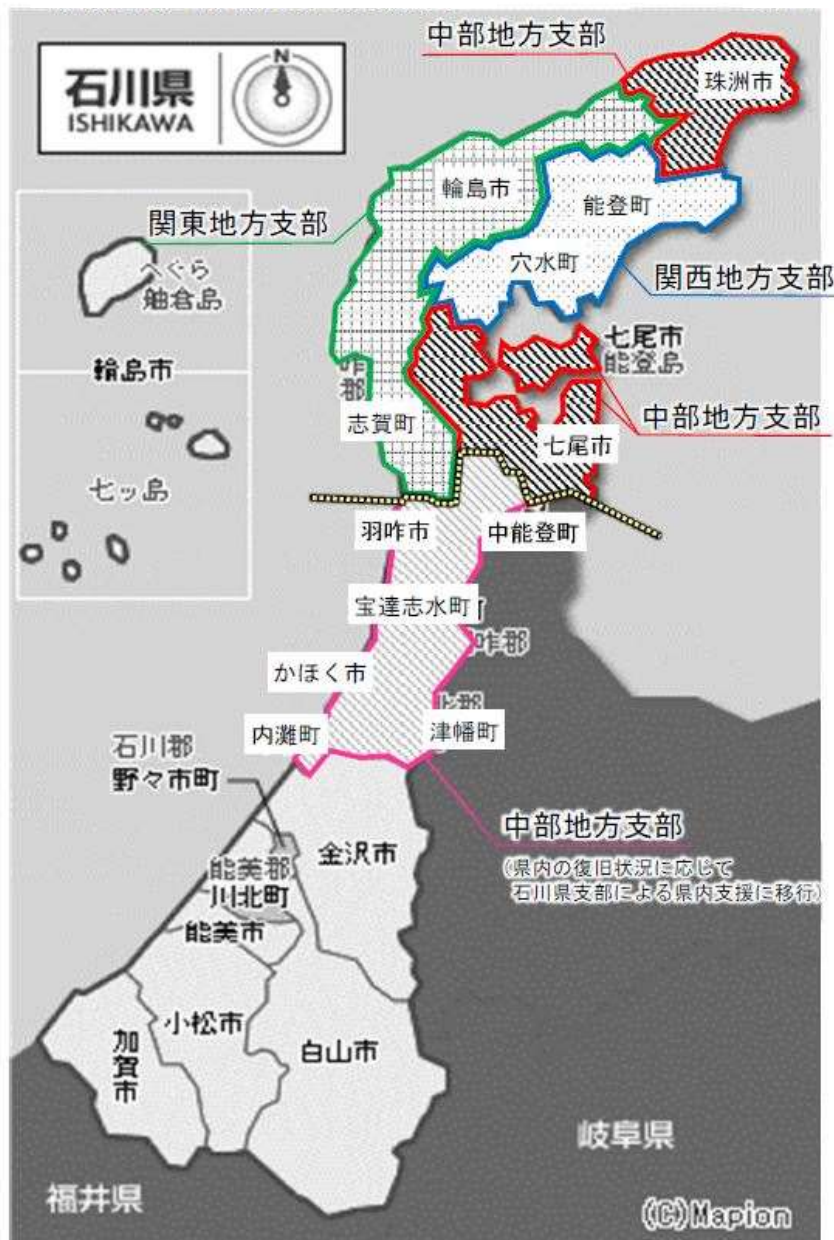 中部地方支部
石川県
ISHIKAWA
N
珠洲市
輪島市
能登町
関東地方支部
穴水町
関西地方支部
へぐら
舳倉島
七尾市
能登島
輪島市
中部地方支部
志賀町
七尾市
七ッ島
羽咋市
中能登町
宝達志水町
咋郡
かほく市
内灘町
津幡町
石川郡
野々市町
中部地方支部
(県内の復旧状況に応じて
石川県支部による県内支援に移行)
金沢市
能美郡
川北町
能美市
小松市
加賀市
白山市
岐阜県
福井県
(C)Mapion